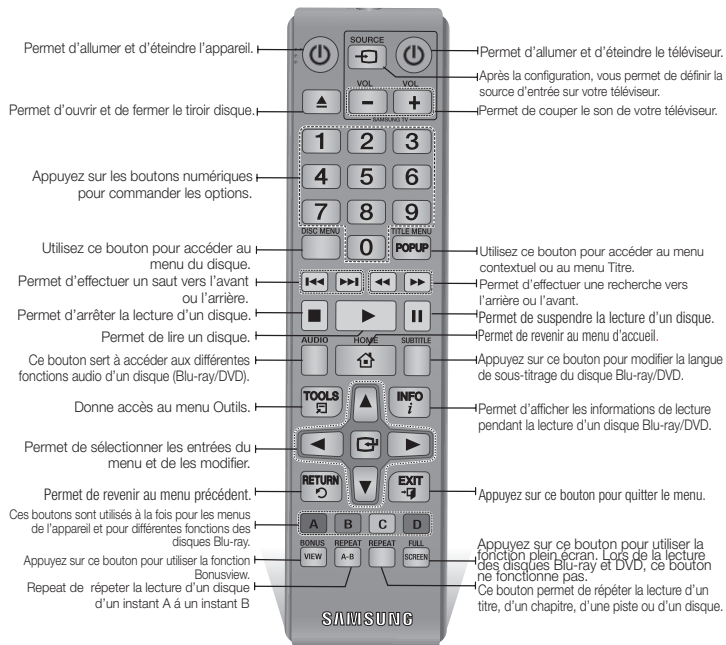 Permet d'allumer et d'éteindre l'appareil.
SOURCE
Permet d'allumer et d'éteindre le téléviseur.
Après la configuration, vous permet de définir la
source d'entrée sur votre téléviseur.
VOL
VOL
Permet d'ouvrir et de fermer le tiroir disque.
- +
Permet de couper le son de votre téléviseur.
SAMSUNG TV
1 2 3
4 5 6
7 8 9
0
Appuyez sur les boutons numériques
pour commander les options.
DISC MENU
TITLE MENU
POPUP
Utilisez ce bouton pour accéder au
menu du disque.
Utilisez ce bouton pour accéder au menu
contextuel ou au menu Titre.
Permet d'effectuer un saut vers l'avant
ou l'arrière.
Permet d'effectuer une recherche vers
l'arrière ou l'avant.
Permet d'arrêter la lecture d'un disque.
Permet de suspendre la lecture d'un disque.
Permet de lire un disque.
Permet de revenir au menu d'accueil.
AUDIO
HOME
SUBTITLE
Ce bouton sert à accéder aux différentes
fonctions audio d'un disque (Blu-ray/DVD).
Appuyez sur ce bouton pour modifier la langue
de sous-titrage du disque Blu-ray/DVD.
TOOLS
INFO
i
Donne accès au menu Outils.
Permet d'afficher les informations de lecture
pendant la lecture d'un disque Blu-ray/DVD.
Permet de sélectionner les entrées du
menu et de les modifier.
RETURN
EXIT
Permet de revenir au menu précédent.
Appuyez sur ce bouton pour quitter le menu.
Ces boutons sont utilisés à la fois pour les menus
de l'appareil et pour différentes fonctions des
disques Blu-ray.
A B C D
BONUS
VIEW
REPEAT
A-B
REPEAT
FULL
SCREEN
Appuyez sur ce bouton pour utiliser la fonction
Bonusview.
Appuyez sur ce bouton pour utiliser la
fonction plein écran. Lors de la lecture
des disques Blu-ray et DVD, ce bouton
ne fonctionne pas.
Repeat de répeter la lecture d'un disque
d'un instant A á un instant B
Ce bouton permet de répéter la lecture d'un
titre, d'un chapitre, d'une piste ou d'un disque.
SAMSUNG